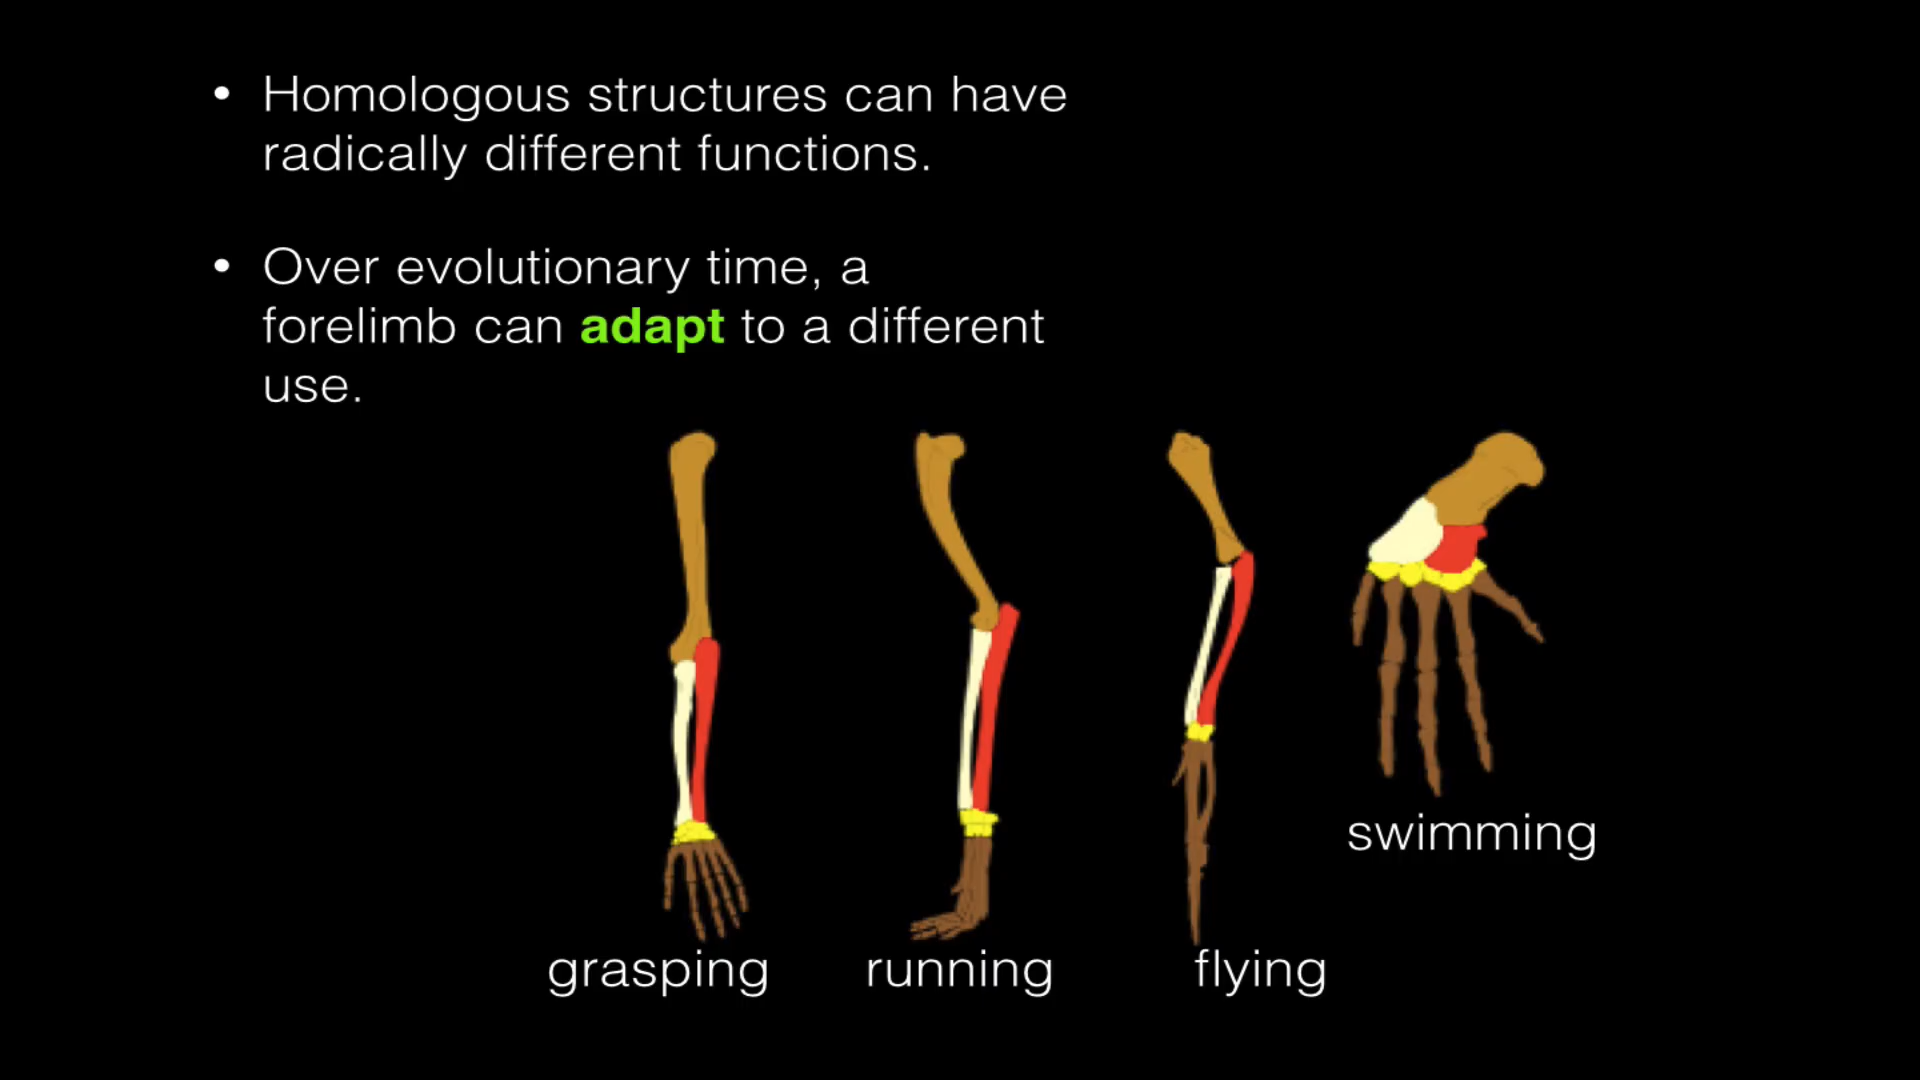 • Homologous structures can have
radically different functions.
• Over evolutionary time, a
forelimb can adapt to a different
use.
swimming
grasping running flying